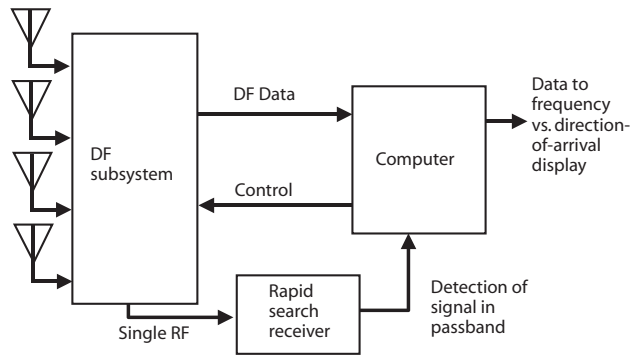 DF
subsystem
DF Data
Control
Computer
Data to
frequency
vs. direction-
of-arrival
display
Single RF
Rapid
search
receiver
Detection of
signal in
passband